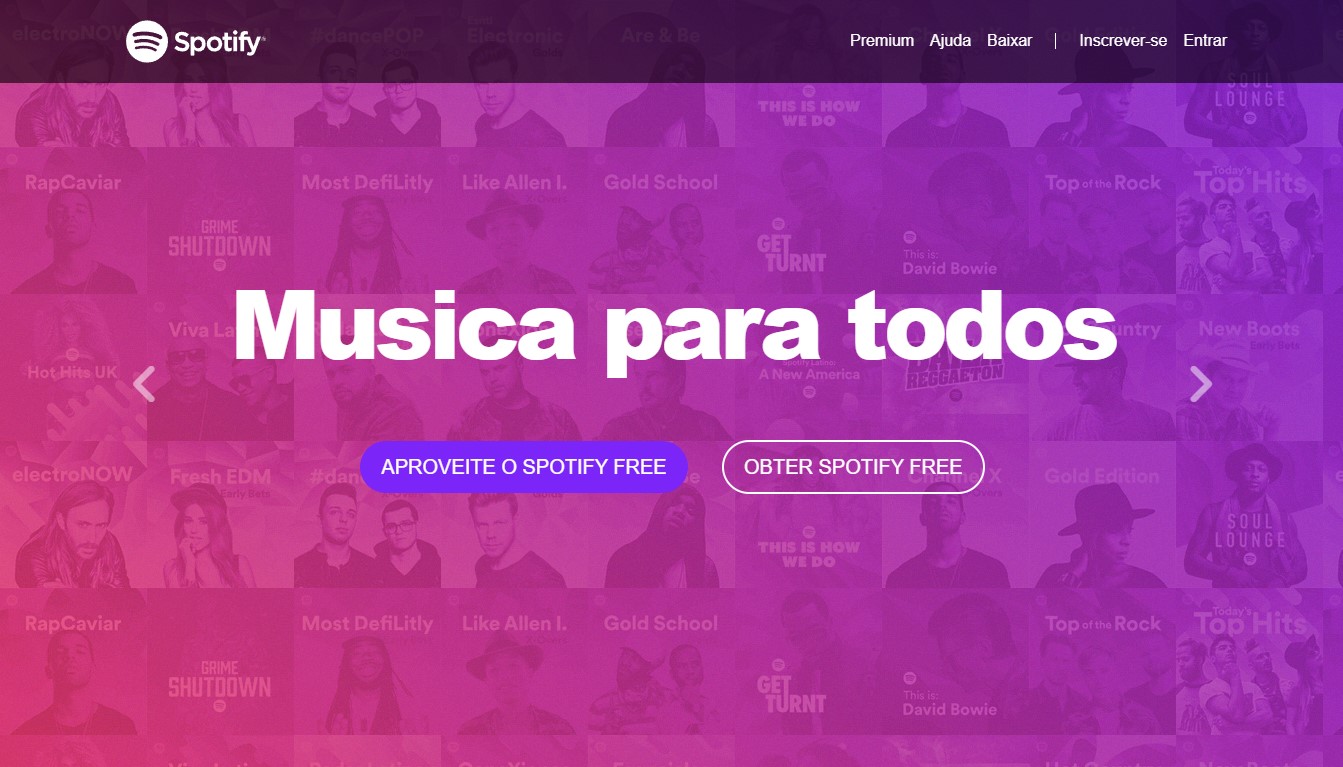 electroNOW
#dancePOP
Electronic
Are & Be
Spotify
Premium Ajuda Baixar | Inscrever-se Entrar
THIS IS HOW
WE DO
SOUL
LOUNGE
RapCaviar
Most DefiLitly
Like Allen I.
Gold School
Top of the Rock
Today's
Top Hits
GRIME
SHUTDOWN
GET
TURNT
This is:
David Bowie
Musica para todos
Viva La
New Boots
Early Bets
Hot Hits UK
A New America
REGGAETON
APROVEITE O SPOTIFY FREE
OBTER SPOTIFY FREE
electroNOW
Fresh EDM
Early Bets
Gold Edition
THIS IS HOW
WE DO
SOUL
LOUNGE
RapCaviar
Most DefiLitly
Like Allen I.
Gold School
Top of the Rock
Today's
Top Hits
GRIME
SHUTDOWN
GET
TURNT
This is:
David Bowie